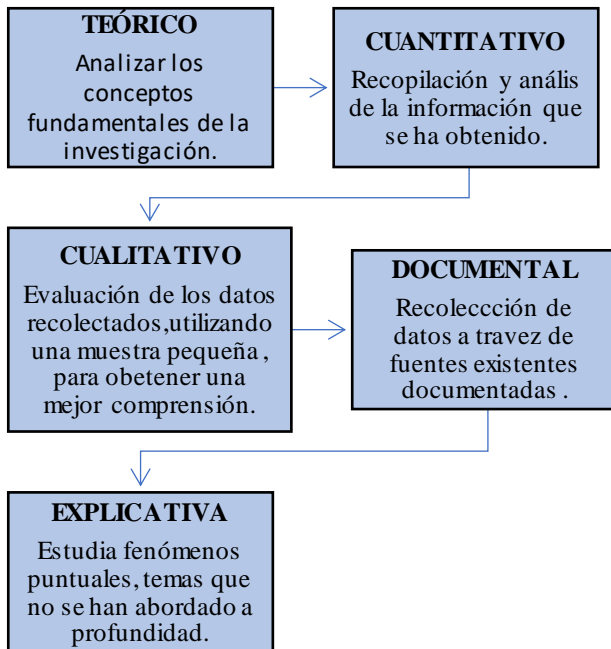 TEÓRICO
Analizar los
conceptos
fundamentales de la
investigación.
CUANTITATIVO
Recopilación y anális
de la información que
se ha obtenido.
CUALITATIVO
Evaluación de los datos
recolectados,utilizando
una muestra pequeña ,
para obetener una
mejor comprensión.
DOCUMENTAL
Recoleccción de
datos a travez de
fuentes existentes
documentadas .
EXPLICATIVA
Estudia fenómenos
puntuales, temas que
no se han abordado a
profundidad.